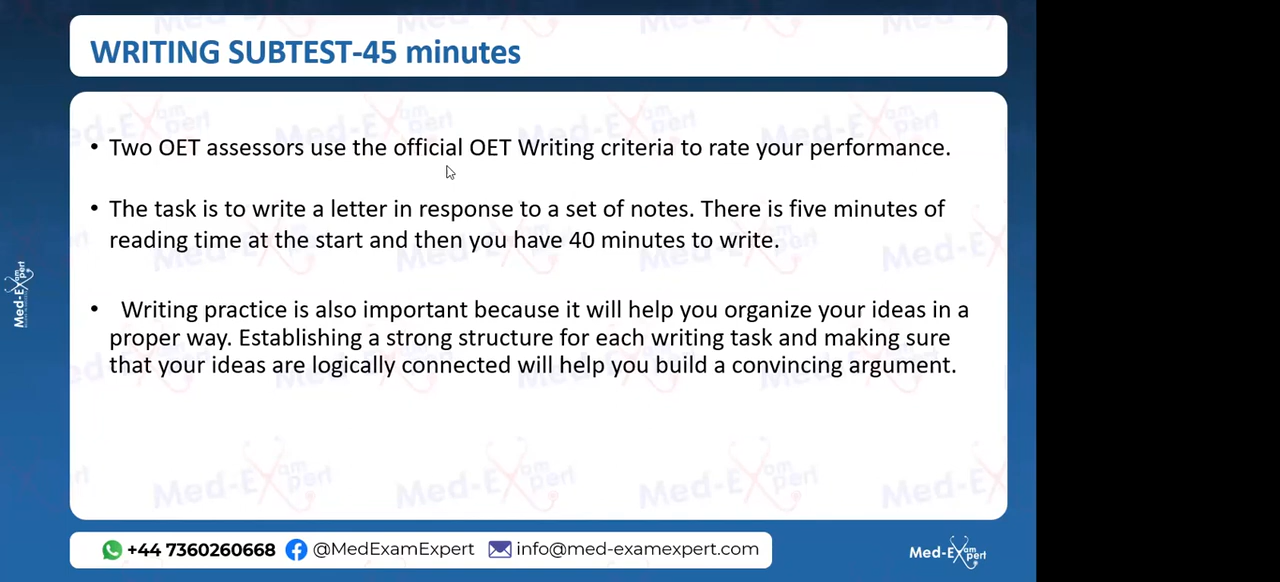 WRITING SUBTEST-45 minutes
• Two OET assessors use the official OET Writing criteria to rate your performance.
• The task is to write a letter in response to a set of notes. There is five minutes of
reading time at the start and then you have 40 minutes to write.
• Writing practice is also important because it will help you organize your ideas in a
proper way. Establishing a strong structure for each writing task and making sure
that your ideas are logically connected will help you build a convincing argument.
Med-Exam Expert
+44 7360260668 @MedExamExpert info@med-examexpert.com
Med-Exam Expert